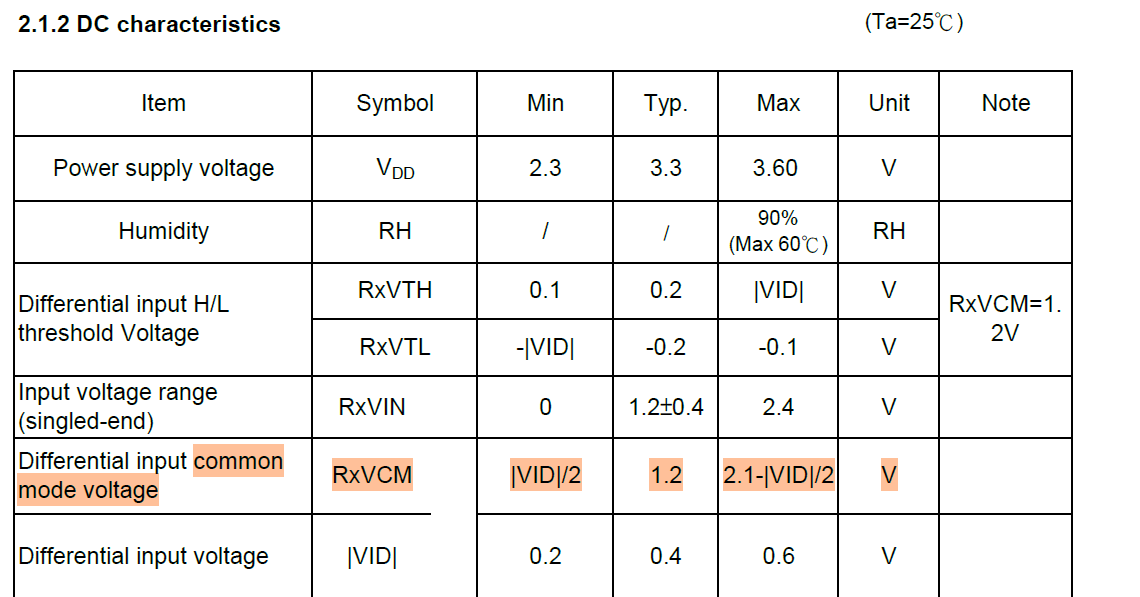 2.1.2 DC characteristics
(Ta=25℃)
Item Symbol Min Typ. Max Unit Note
Power supply voltage VDD 2.3 3.3 3.60 V
Humidity RH / / 90% (Max 60℃) RH
Differential input H/L
threshold Voltage
RxVTH 0.1 0.2 |VID| V
RxVTL -|VID| -0.2 -0.1 V
RxVCM=1.
2V
Input voltage range
(singled-end)
RxVIN 0 1.2±0.4 2.4 V
Differential input common
mode voltage
RxVCM |VID|/2 1.2 2.1-|VID|/2 V
Differential input voltage |VID| 0.2 0.4 0.6 V